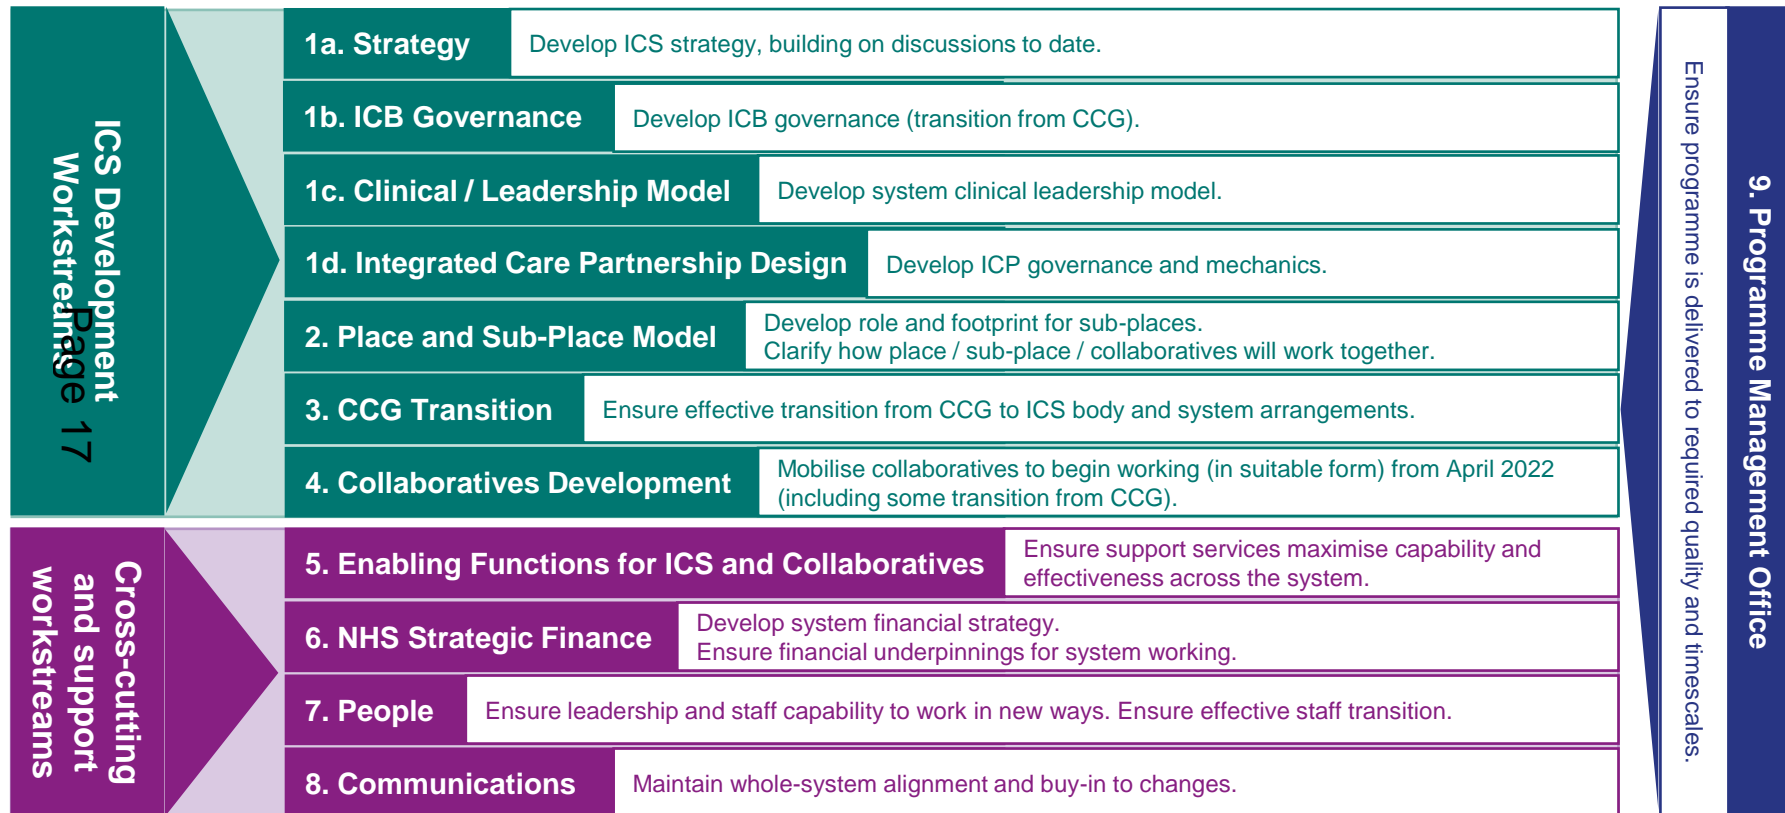 ICS Development
Workstreams
Page 17
1a. Strategy
Develop ICS strategy, building on discussions to date.
1b. ICB Governance
Develop ICB governance (transition from CCG).
1c. Clinical / Leadership Model
Develop system clinical leadership model.
1d. Integrated Care Partnership Design
Develop ICP governance and mechanics.
2. Place and Sub-Place Model
Develop role and footprint for sub-places.
Clarify how place / sub-place / collaboratives will work together.
3. CCG Transition
Ensure effective transition from CCG to ICS body and system arrangements.
4. Collaboratives Development
Mobilise collaboratives to begin working (in suitable form) from April 2022
(including some transition from CCG).
Cross-cutting
and support
workstreams
5. Enabling Functions for ICS and Collaboratives
Ensure support services maximise capability and
effectiveness across the system.
6. NHS Strategic Finance
Develop system financial strategy.
Ensure financial underpinnings for system working.
7. People
Ensure leadership and staff capability to work in new ways. Ensure effective staff transition.
8. Communications
Maintain whole-system alignment and buy-in to changes.
9. Programme Management Office
Ensure programme is delivered to required quality and timescales.